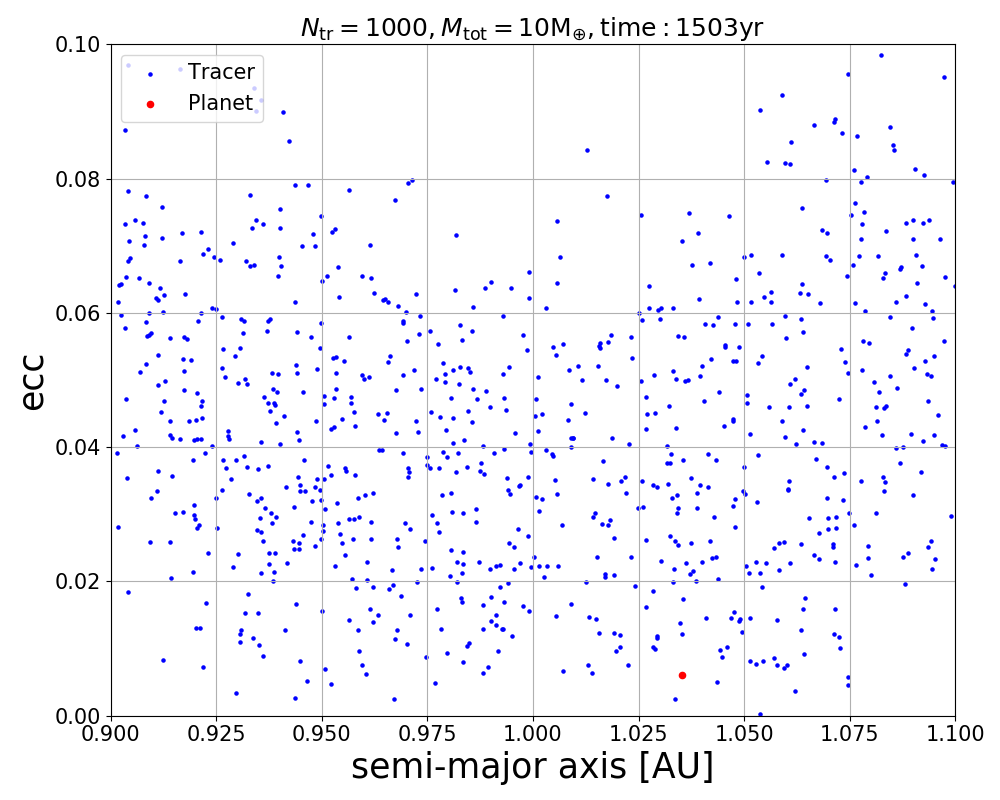 N_tr = 1000, M_tot = 10M_⊕, time : 1503yr
Tracer
Planet
ecc
0.10
0.08
0.06
0.04
0.02
0.00
0.900 0.925 0.950 0.975 1.000 1.025 1.050 1.075 1.100
semi-major axis [AU]